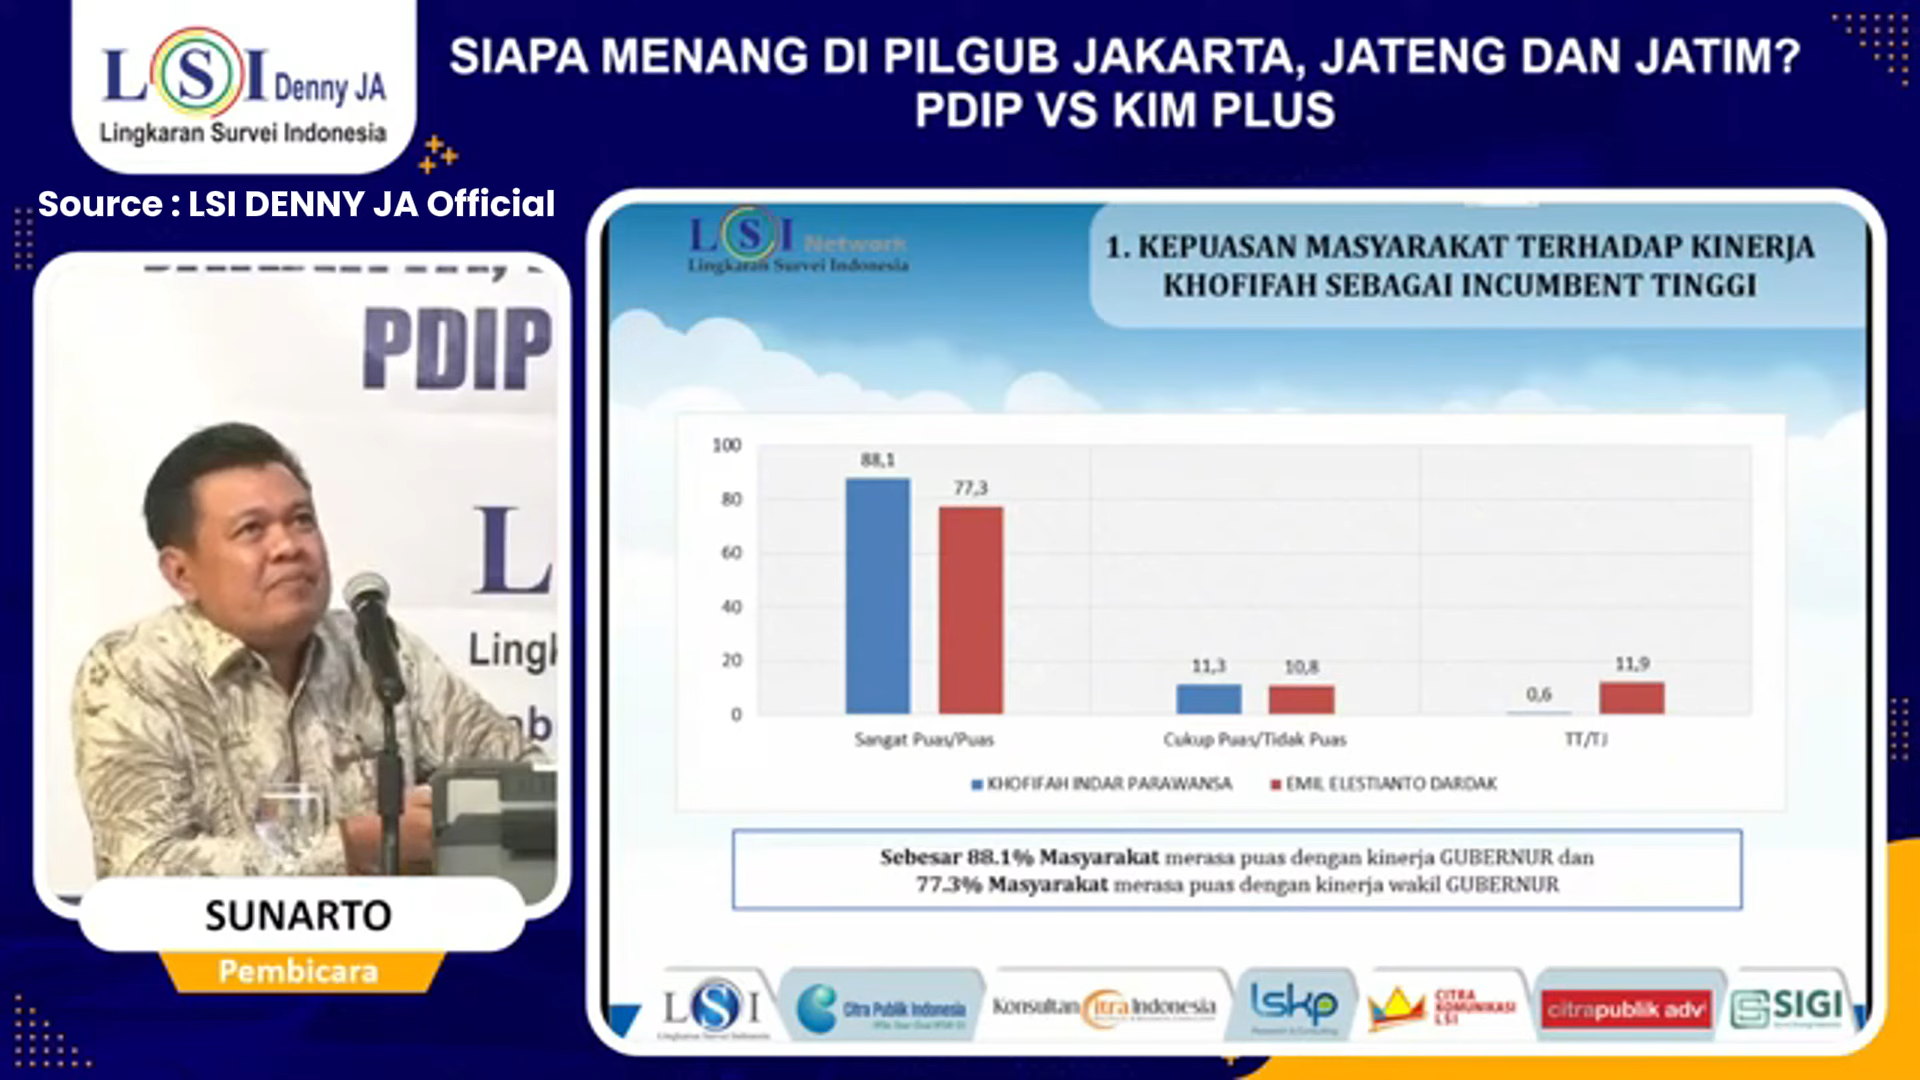 LSI Denny JA
Lingkaran Survei Indonesia
SIAPA MENANG DI PILGUB JAKARTA, JATENG DAN JATIM?
PDIP VS KIM PLUS
Source : LSI DENNY JA Official
PDIP
L
Lingk
SUNARTO
Pembicara
LSI Network
Lingkaran Survei Indonesia
1. KEPUASAN MASYARAKAT TERHADAP KINERJA
KHOFIFAH SEBAGAI INCUMBENT TINGGI
100
80
60
40
20
0
88,1
77,3
11,3
10,8
0,6
11,9
Sangat Puas/Puas
Cukup Puas/Tidak Puas
TT/TJ
KHOFIFAH INDAR PARAWANSA
EMIL ELESTIANTO DARDAK
Sebesar 88.1% Masyarakat merasa puas dengan kinerja GUBERNUR dan
77.3% Masyarakat merasa puas dengan kinerja wakil GUBERNUR
LSI
Lingkaran Survei Indonesia
Citra Publik Indonesia
Konsultan Citra Indonesia
lskp
CITRA
KOMUNIKASI
LSI
citrapublik adv
SIGI